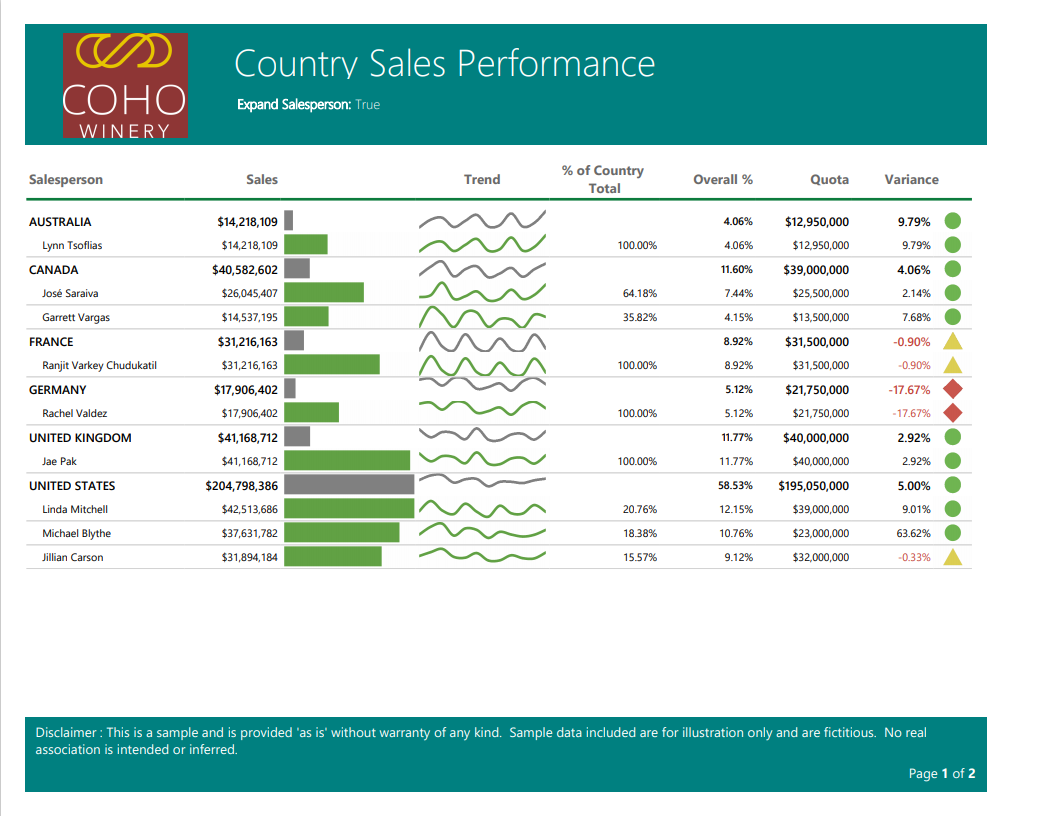 COHO
WINERY
Country Sales Performance
Expand Salesperson: True
Salesperson Sales Trend % of Country Total Overall % Quota Variance
AUSTRALIA $14,218,109 4.06% $12,950,000 9.79%
Lynn Tsoflias $14,218,109 100.00% 4.06% $12,950,000 9.79%
CANADA $40,582,602 11.60% $39,000,000 4.06%
José Saraiva $26,045,407 64.18% 7.44% $25,500,000 2.14%
Garrett Vargas $14,537,195 35.82% 4.15% $13,500,000 7.68%
FRANCE $31,216,163 8.92% $31,500,000 -0.90%
Ranjit Varkey Chudukatil $31,216,163 100.00% 8.92% $31,500,000 -0.90%
GERMANY $17,906,402 5.12% $21,750,000 -17.67%
Rachel Valdez $17,906,402 100.00% 5.12% $21,750,000 -17.67%
UNITED KINGDOM $41,168,712 11.77% $40,000,000 2.92%
Jae Pak $41,168,712 100.00% 11.77% $40,000,000 2.92%
UNITED STATES $204,798,386 58.53% $195,050,000 5.00%
Linda Mitchell $42,513,686 20.76% 12.15% $39,000,000 9.01%
Michael Blythe $37,631,782 18.38% 10.76% $23,000,000 63.62%
Jillian Carson $31,894,184 15.57% 9.12% $32,000,000 -0.33%
Disclaimer : This is a sample and is provided 'as is' without warranty of any kind. Sample data included are for illustration only and are fictitious. No real
association is intended or inferred.
Page 1 of 2